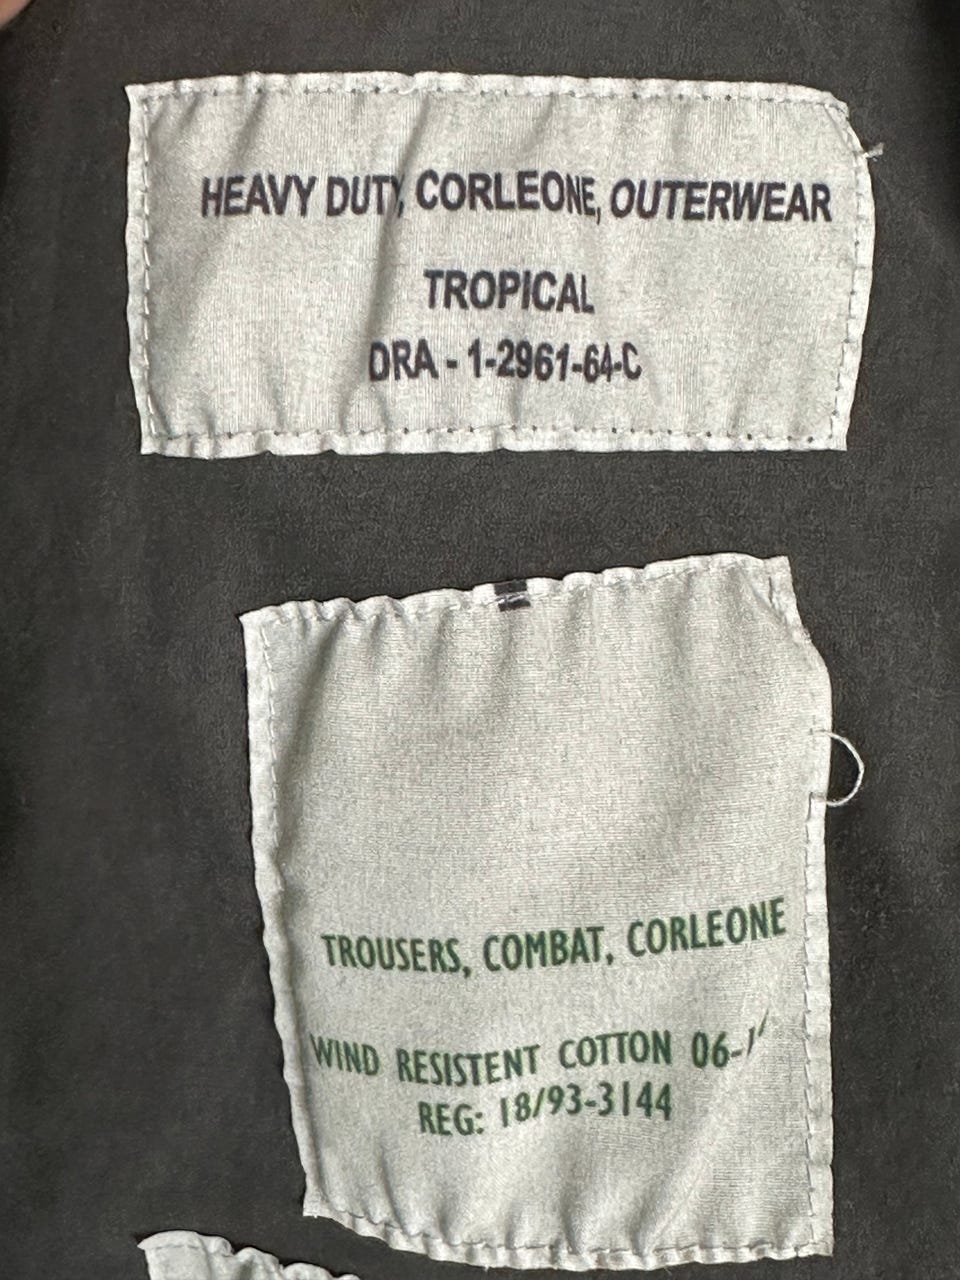 HEAVY DUTY, CORLEONE, OUTERWEAR
TROPICAL
DRA - 1-2961-64-C
TROUSERS, COMBAT, CORLEONE
WIND RESISTENT COTTON
REG: 18/93-3144